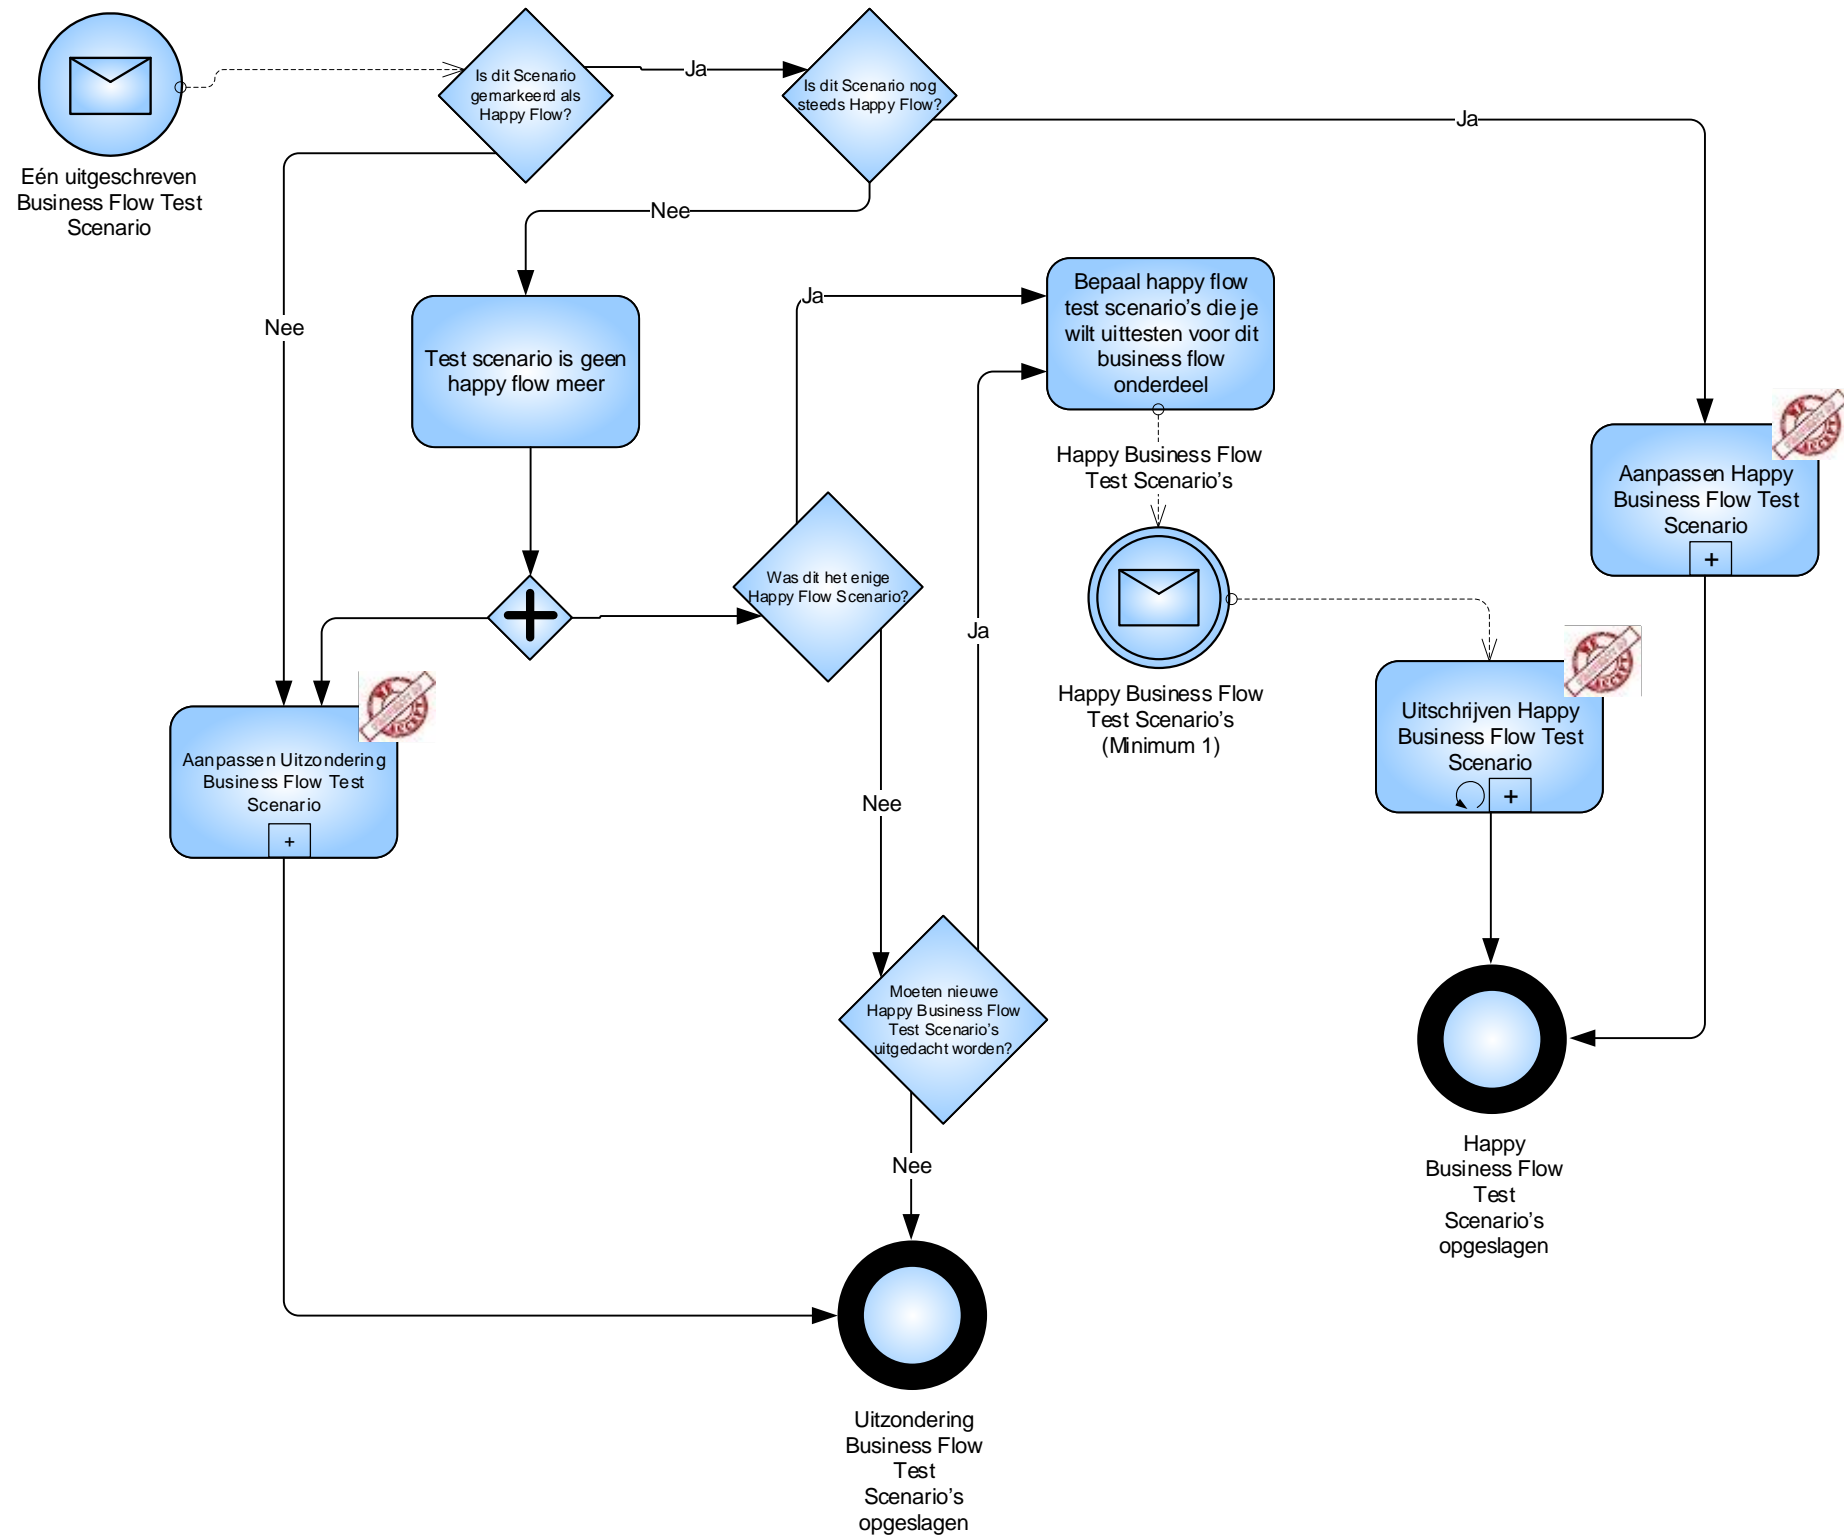 Eén uitgeschreven
Business Flow Test
Scenario
Is dit Scenario
gemarkeerd als
Happy Flow?
Ja
Is dit Scenario nog
steeds Happy Flow?
Ja
Nee
Nee
Test scenario is geen
happy flow meer
Ja
Bepaal happy flow
test scenario's die je
wilt uittesten voor dit
business flow
onderdeel
Happy Business Flow
Test Scenario's
Aanpassen Happy
Business Flow Test
Scenario
Was dit het enige
Happy Flow Scenario?
Ja
Happy Business Flow
Test Scenario's
(Minimum 1)
Uitschrijven Happy
Business Flow Test
Scenario
Aanpassen Uitzondering
Business Flow Test
Scenario
Nee
Moeten nieuwe
Happy Business Flow
Test Scenario's
uitgedacht worden?
Nee
Happy
Business Flow
Test
Scenario's
opgeslagen
Uitzondering
Business Flow
Test
Scenario's
opgeslagen